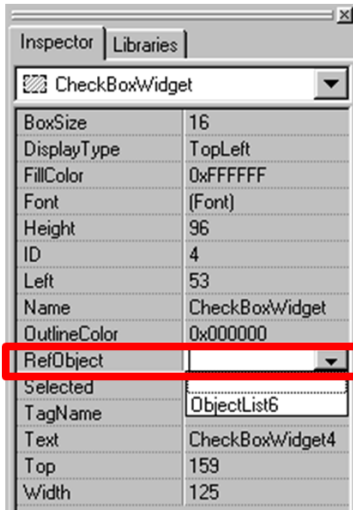 Inspector Libraries
CheckBoxWidget
BoxSize 16
DisplayType TopLeft
FillColor 0xFFFFFF
Font (Font)
Height 96
ID 4
Left 53
Name CheckBoxWidget
OutlineColor 0x000000
RefObject
Selected
ObjectList6
TagName
Text CheckBoxWidget4
Top 159
Width 125